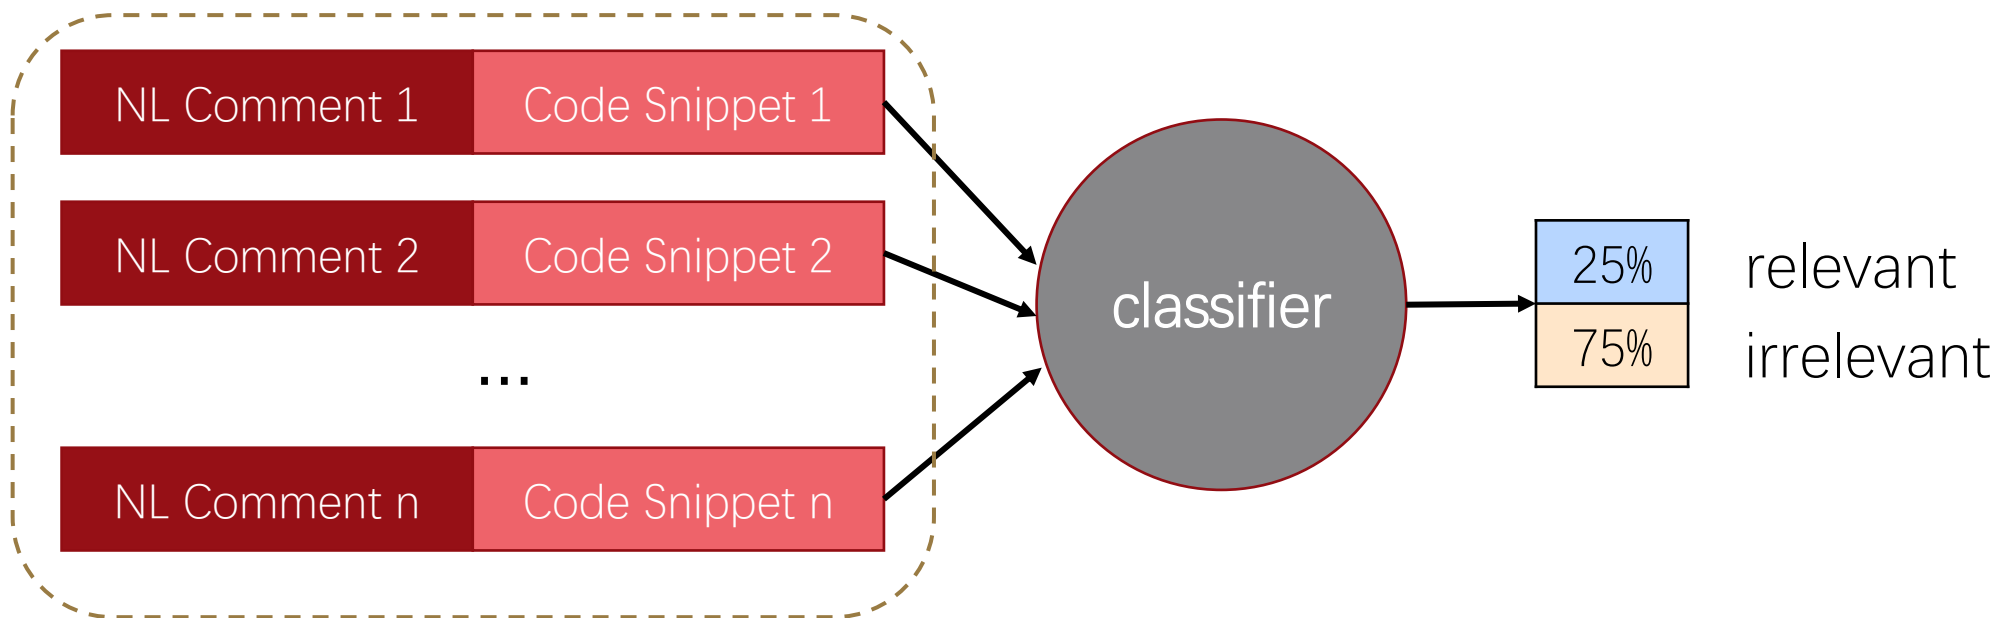 NL Comment 1 Code Snippet 1
NL Comment 2 Code Snippet 2
...
NL Comment n Code Snippet n
classifier
25% relevant
75% irrelevant